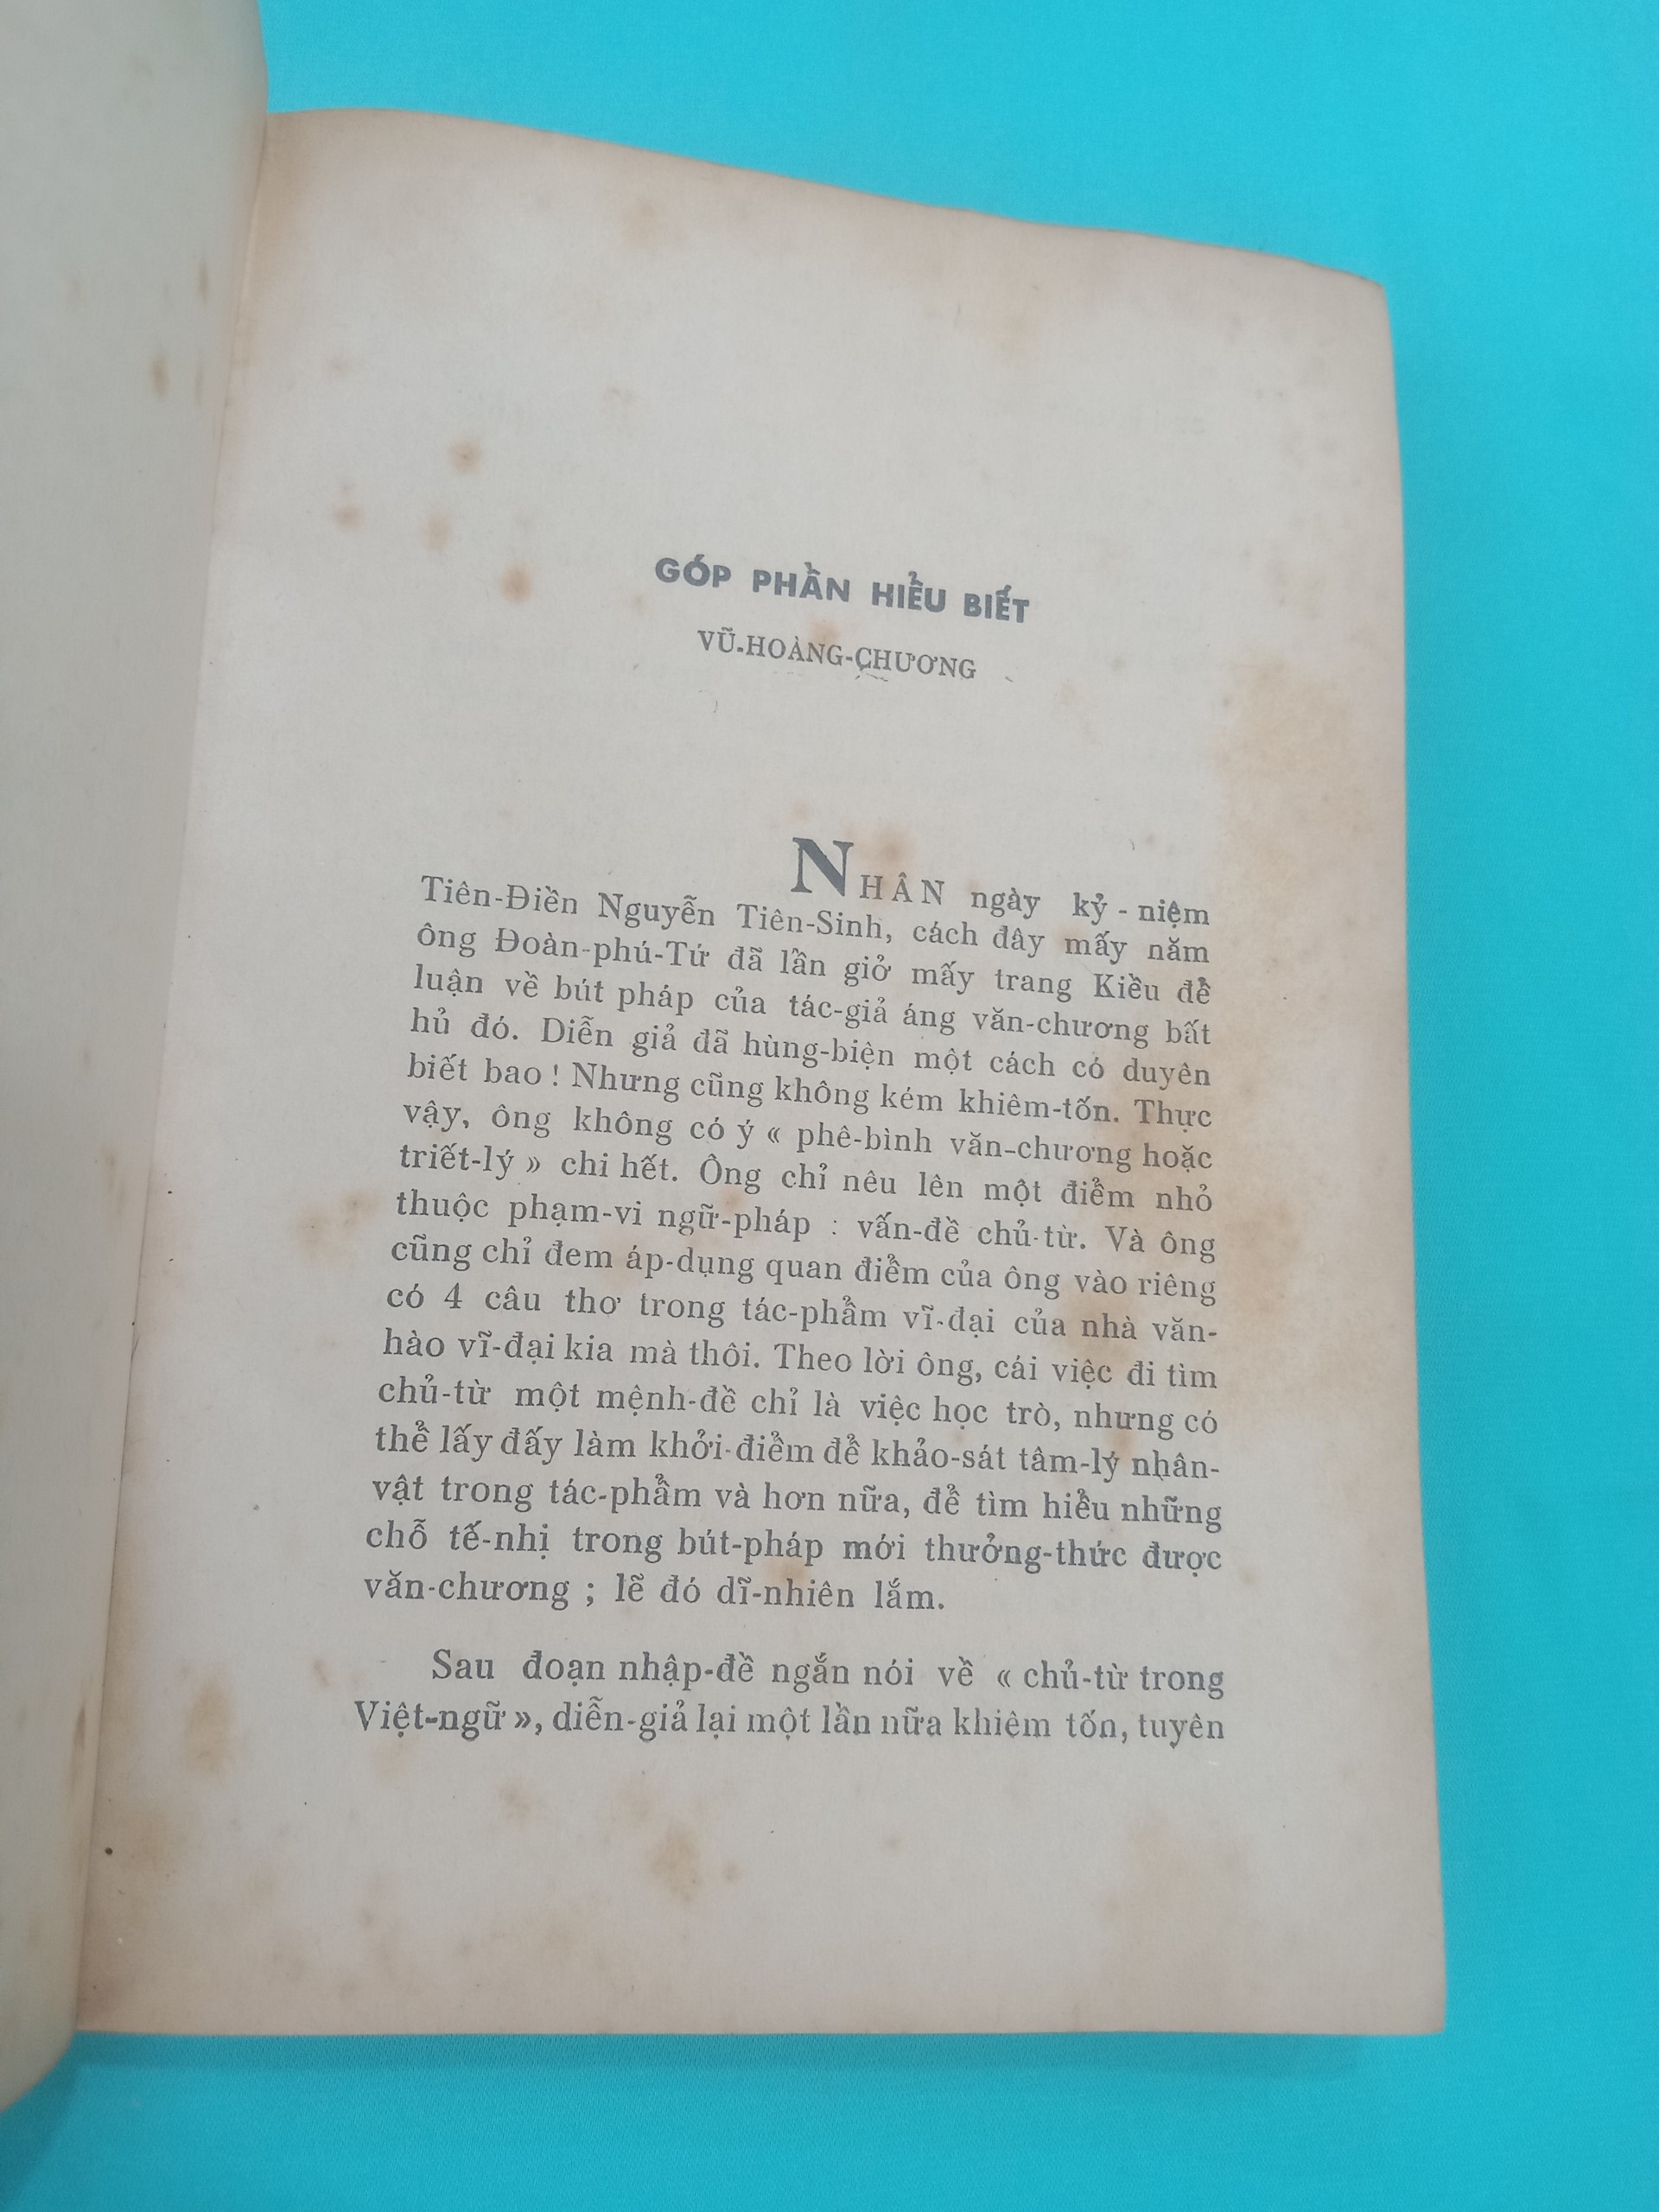 GÓP PHẦN HIỂU BIẾT
VŨ-HOÀNG-CHƯƠNG
NHÂN ngày kỷ-niệm
Tiên-Điền Nguyễn Tiên-Sinh, cách đây mấy năm
ông Đoàn-phú-Tứ đã lần giở mấy trang Kiều để
luận về bút pháp của tác-giả áng văn-chương bất
hủ đó. Diễn giả đã hùng-biện một cách có duyên
biết bao ! Nhưng cũng không kém khiêm-tốn. Thực
vậy, ông không có ý « phê-bình văn-chương hoặc
triết-lý » chi hết. Ông chỉ nêu lên một điểm nhỏ
thuộc phạm-vi ngữ-pháp : vấn-đề chủ-từ. Và ông
cũng chỉ đem áp-dụng quan điểm của ông vào riêng
có 4 câu thơ trong tác-phẩm vĩ-đại của nhà văn-
hào vĩ-đại kia mà thôi. Theo lời ông, cái việc đi tìm
chủ-từ một mệnh-đề chỉ là việc học trò, nhưng có
thể lấy đấy làm khởi-điểm để khảo-sát tâm-lý nhân-
vật trong tác-phẩm và hơn nữa, để tìm hiểu những
chỗ tế-nhị trong bút-pháp mới thưởng-thức được
văn-chương ; lẽ đó dĩ-nhiên lắm.
Sau đoạn nhập-đề ngắn nói về « chủ-từ trong
Việt-ngữ », diễn-giả lại một lần nữa khiêm tốn, tuyên